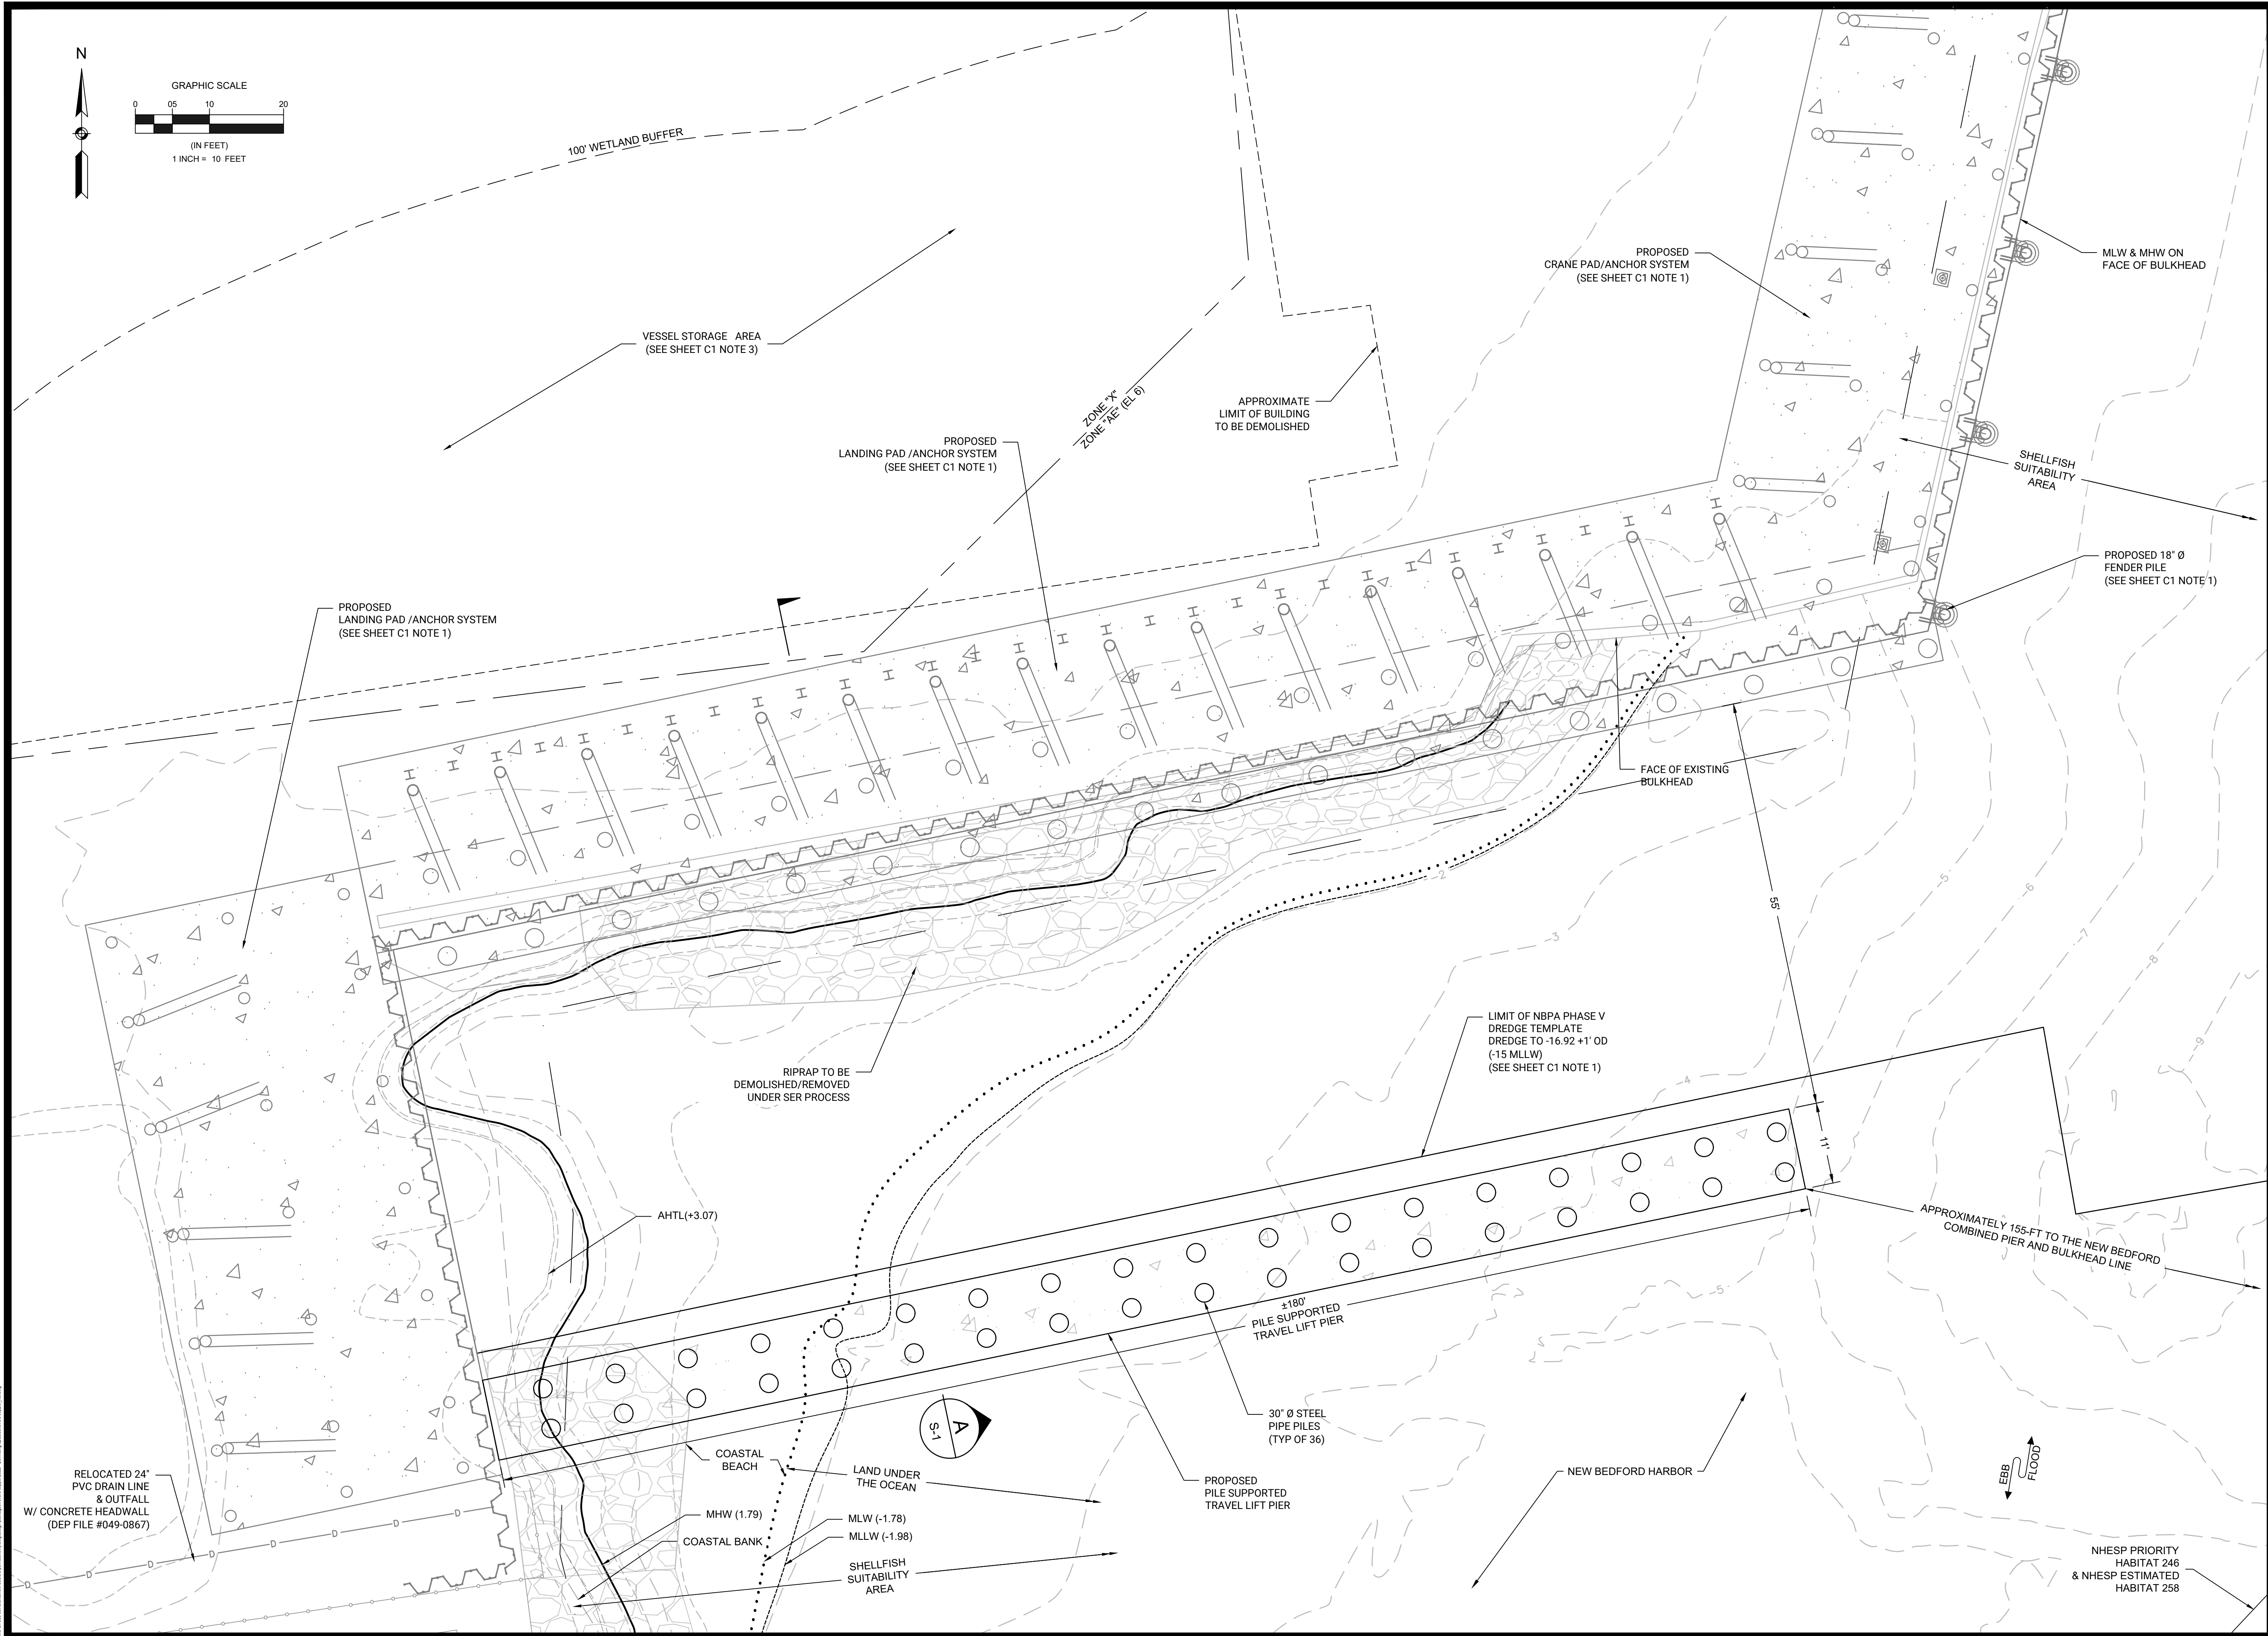 N
GRAPHIC SCALE
0 05 10 20
(IN FEET)
1 INCH = 10 FEET
100' WETLAND BUFFER
VESSEL STORAGE AREA
(SEE SHEET C1 NOTE 3)
PROPOSED
CRANE PAD/ANCHOR SYSTEM
(SEE SHEET C1 NOTE 1)
MLW & MHW ON
FACE OF BULKHEAD
ZONE "X"
ZONE "AE" (EL 6)
APPROXIMATE
LIMIT OF BUILDING
TO BE DEMOLISHED
PROPOSED
LANDING PAD /ANCHOR SYSTEM
(SEE SHEET C1 NOTE 1)
SHELLFISH
SUITABILITY
AREA
PROPOSED 18" Ø
FENDER PILE
(SEE SHEET C1 NOTE 1)
PROPOSED
LANDING PAD /ANCHOR SYSTEM
(SEE SHEET C1 NOTE 1)
FACE OF EXISTING
BULKHEAD
-2
-3
-4
-5
-6
-7
-8
-9
55'
LIMIT OF NBPA PHASE V
DREDGE TEMPLATE
DREDGE TO -16.92 +1' OD
(-15 MLLW)
(SEE SHEET C1 NOTE 1)
RIPRAP TO BE
DEMOLISHED/REMOVED
UNDER SER PROCESS
11'
AHTL(+3.07)
APPROXIMATELY 155-FT TO THE NEW BEDFORD
COMBINED PIER AND BULKHEAD LINE
-5
±180'
PILE SUPPORTED
TRAVEL LIFT PIER
A
S-1
30" Ø STEEL
PIPE PILES
(TYP OF 36)
COASTAL
BEACH
LAND UNDER
THE OCEAN
PROPOSED
PILE SUPPORTED
TRAVEL LIFT PIER
NEW BEDFORD HARBOR
EBB
FLOOD
RELOCATED 24"
PVC DRAIN LINE
& OUTFALL
W/ CONCRETE HEADWALL
(DEP FILE #049-0867)
D D D D D D D
MHW (1.79)
COASTAL BANK
MLW (-1.78)
MLLW (-1.98)
SHELLFISH
SUITABILITY
AREA
NHESP PRIORITY
HABITAT 246
& NHESP ESTIMATED
HABITAT 258